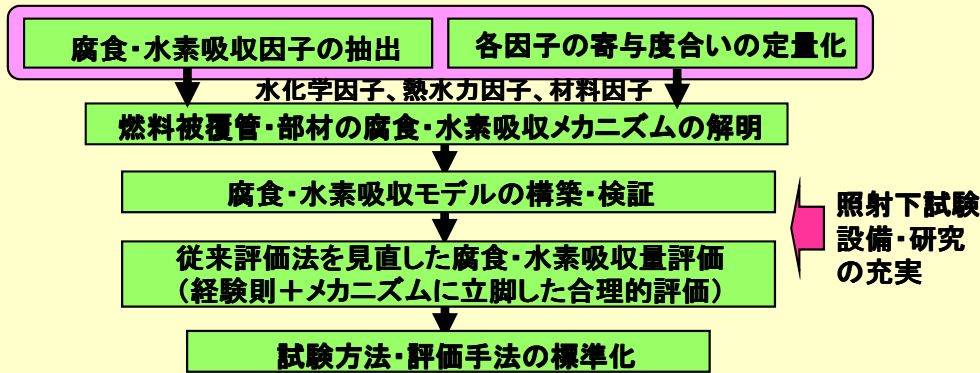 腐食・水素吸収因子の抽出
各因子の寄与度合いの定量化
水化学因子、熱水力因子、材料因子
燃料被覆管・部材の腐食・水素吸収メカニズムの解明
腐食・水素吸収モデルの構築・検証
従来評価法を見直した腐食・水素吸収量評価
（経験則＋メカニズムに立脚した合理的評価）
試験方法・評価手法の標準化
照射下試験
設備・研究
の充実